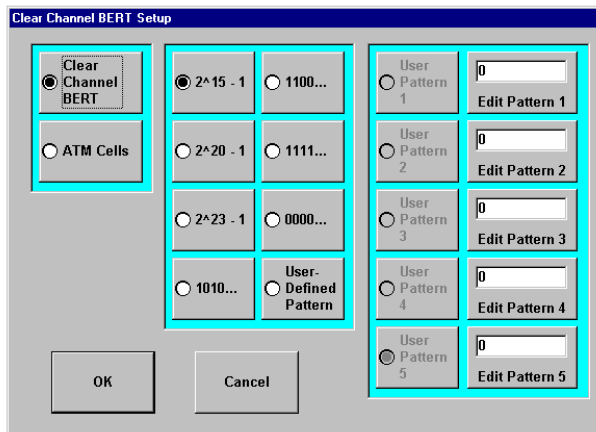 Clear Channel BERT Setup
Clear
Channel
BERT
ATM Cells
2^15 - 1
1100...
2^20 - 1
1111...
2^23 - 1
0000...
1010...
User-
Defined
Pattern
User
Pattern
1
0
Edit Pattern 1
User
Pattern
2
0
Edit Pattern 2
User
Pattern
3
0
Edit Pattern 3
User
Pattern
4
0
Edit Pattern 4
User
Pattern
5
0
Edit Pattern 5
OK
Cancel